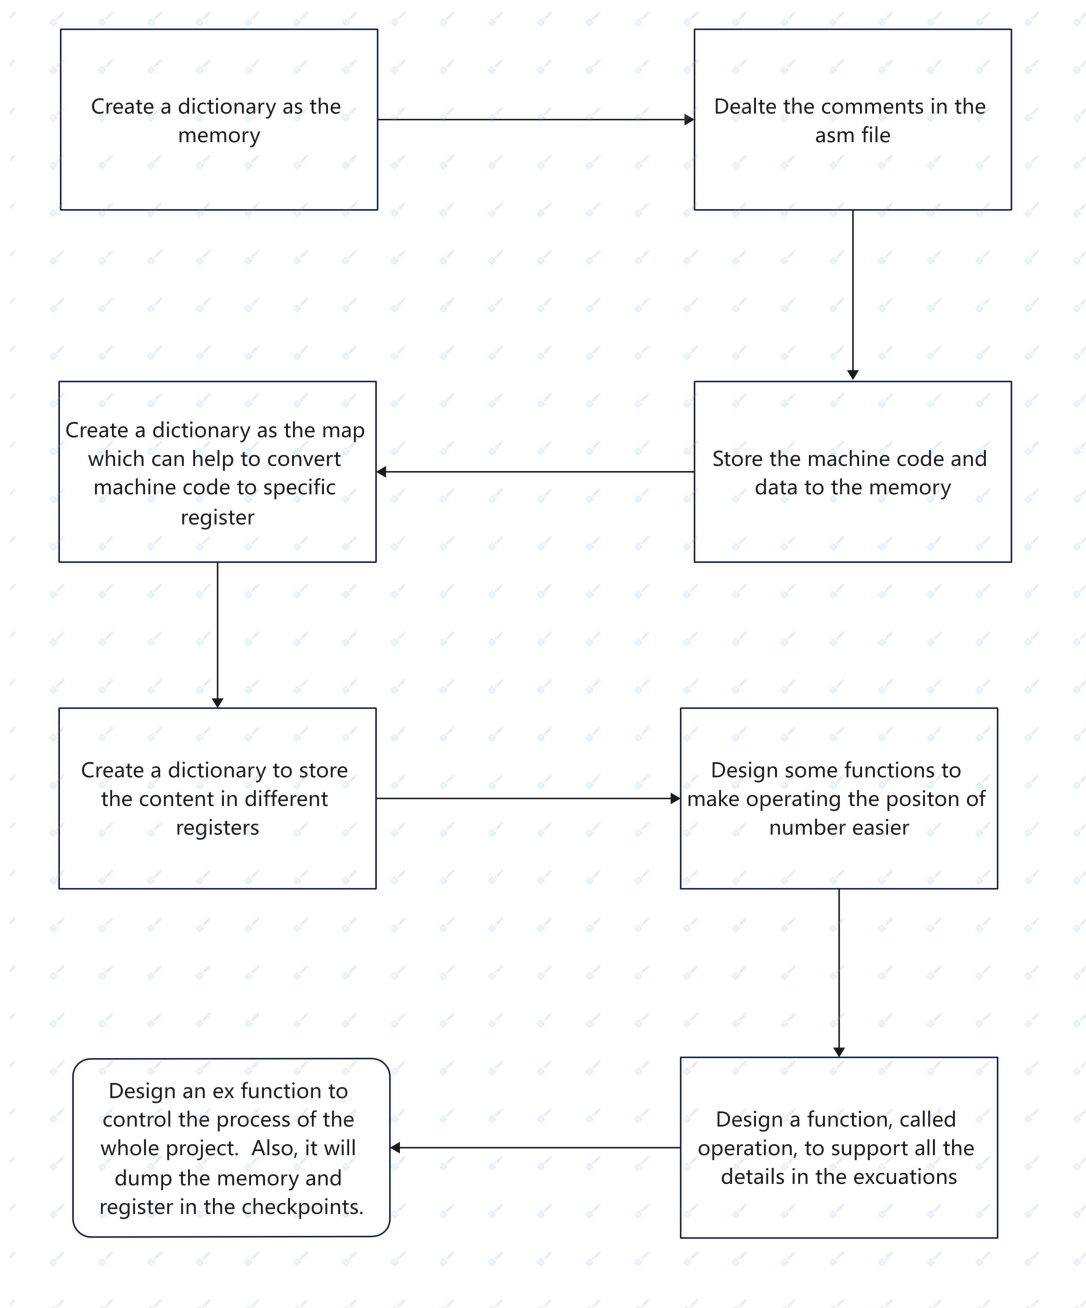 Create a dictionary as the
memory
Dealte the comments in the
asm file
Store the machine code and
data to the memory
Create a dictionary as the map
which can help to convert
machine code to specific
register
Create a dictionary to store
the content in different
registers
Design some functions to
make operating the positon of
number easier
Design a function, called
operation, to support all the
details in the excuations
Design an ex function to
control the process of the
whole project.  Also, it will
dump the memory and
register in the checkpoints.